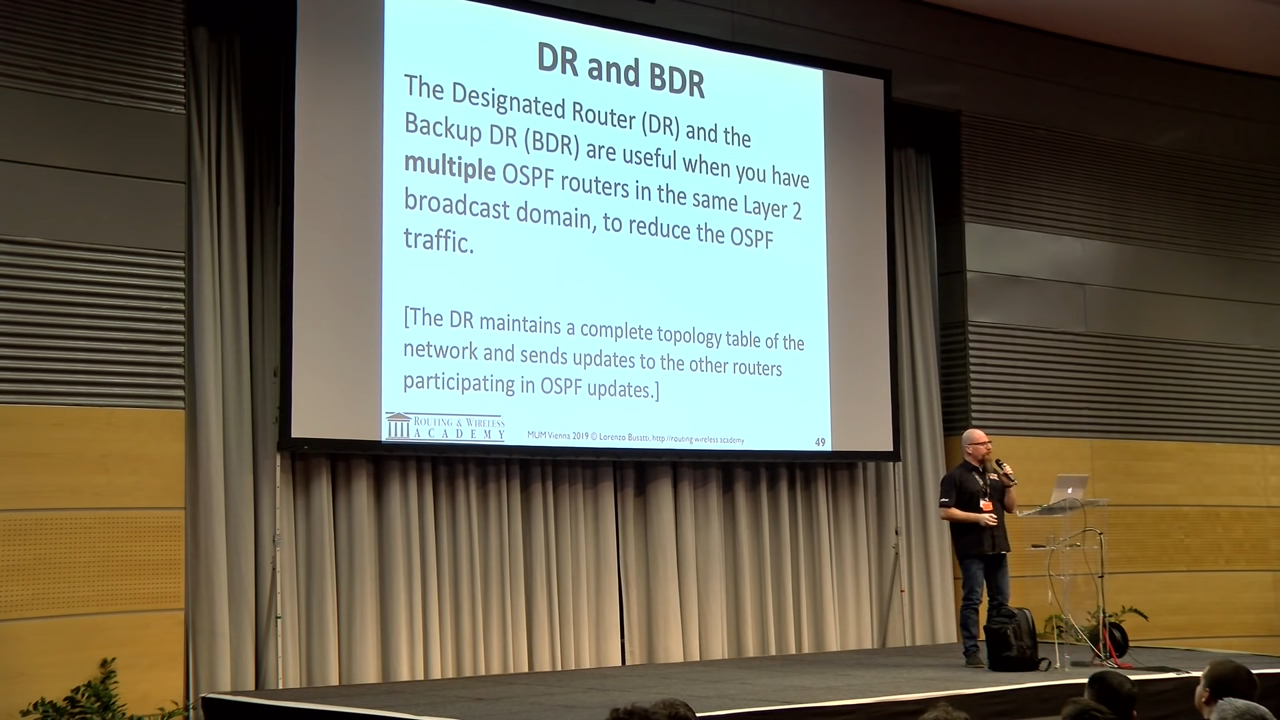 DR and BDR
The Designated Router (DR) and the
Backup DR (BDR) are useful when you have
multiple OSPF routers in the same Layer 2
broadcast domain, to reduce the OSPF
traffic.
[The DR maintains a complete topology table of the
network and sends updates to the other routers
participating in OSPF updates.]
ROUTING & WIRELESS
ACADEMY
MUM Vienna 2019 © Lorenzo Busatti, http://routing.wireless.academy
49